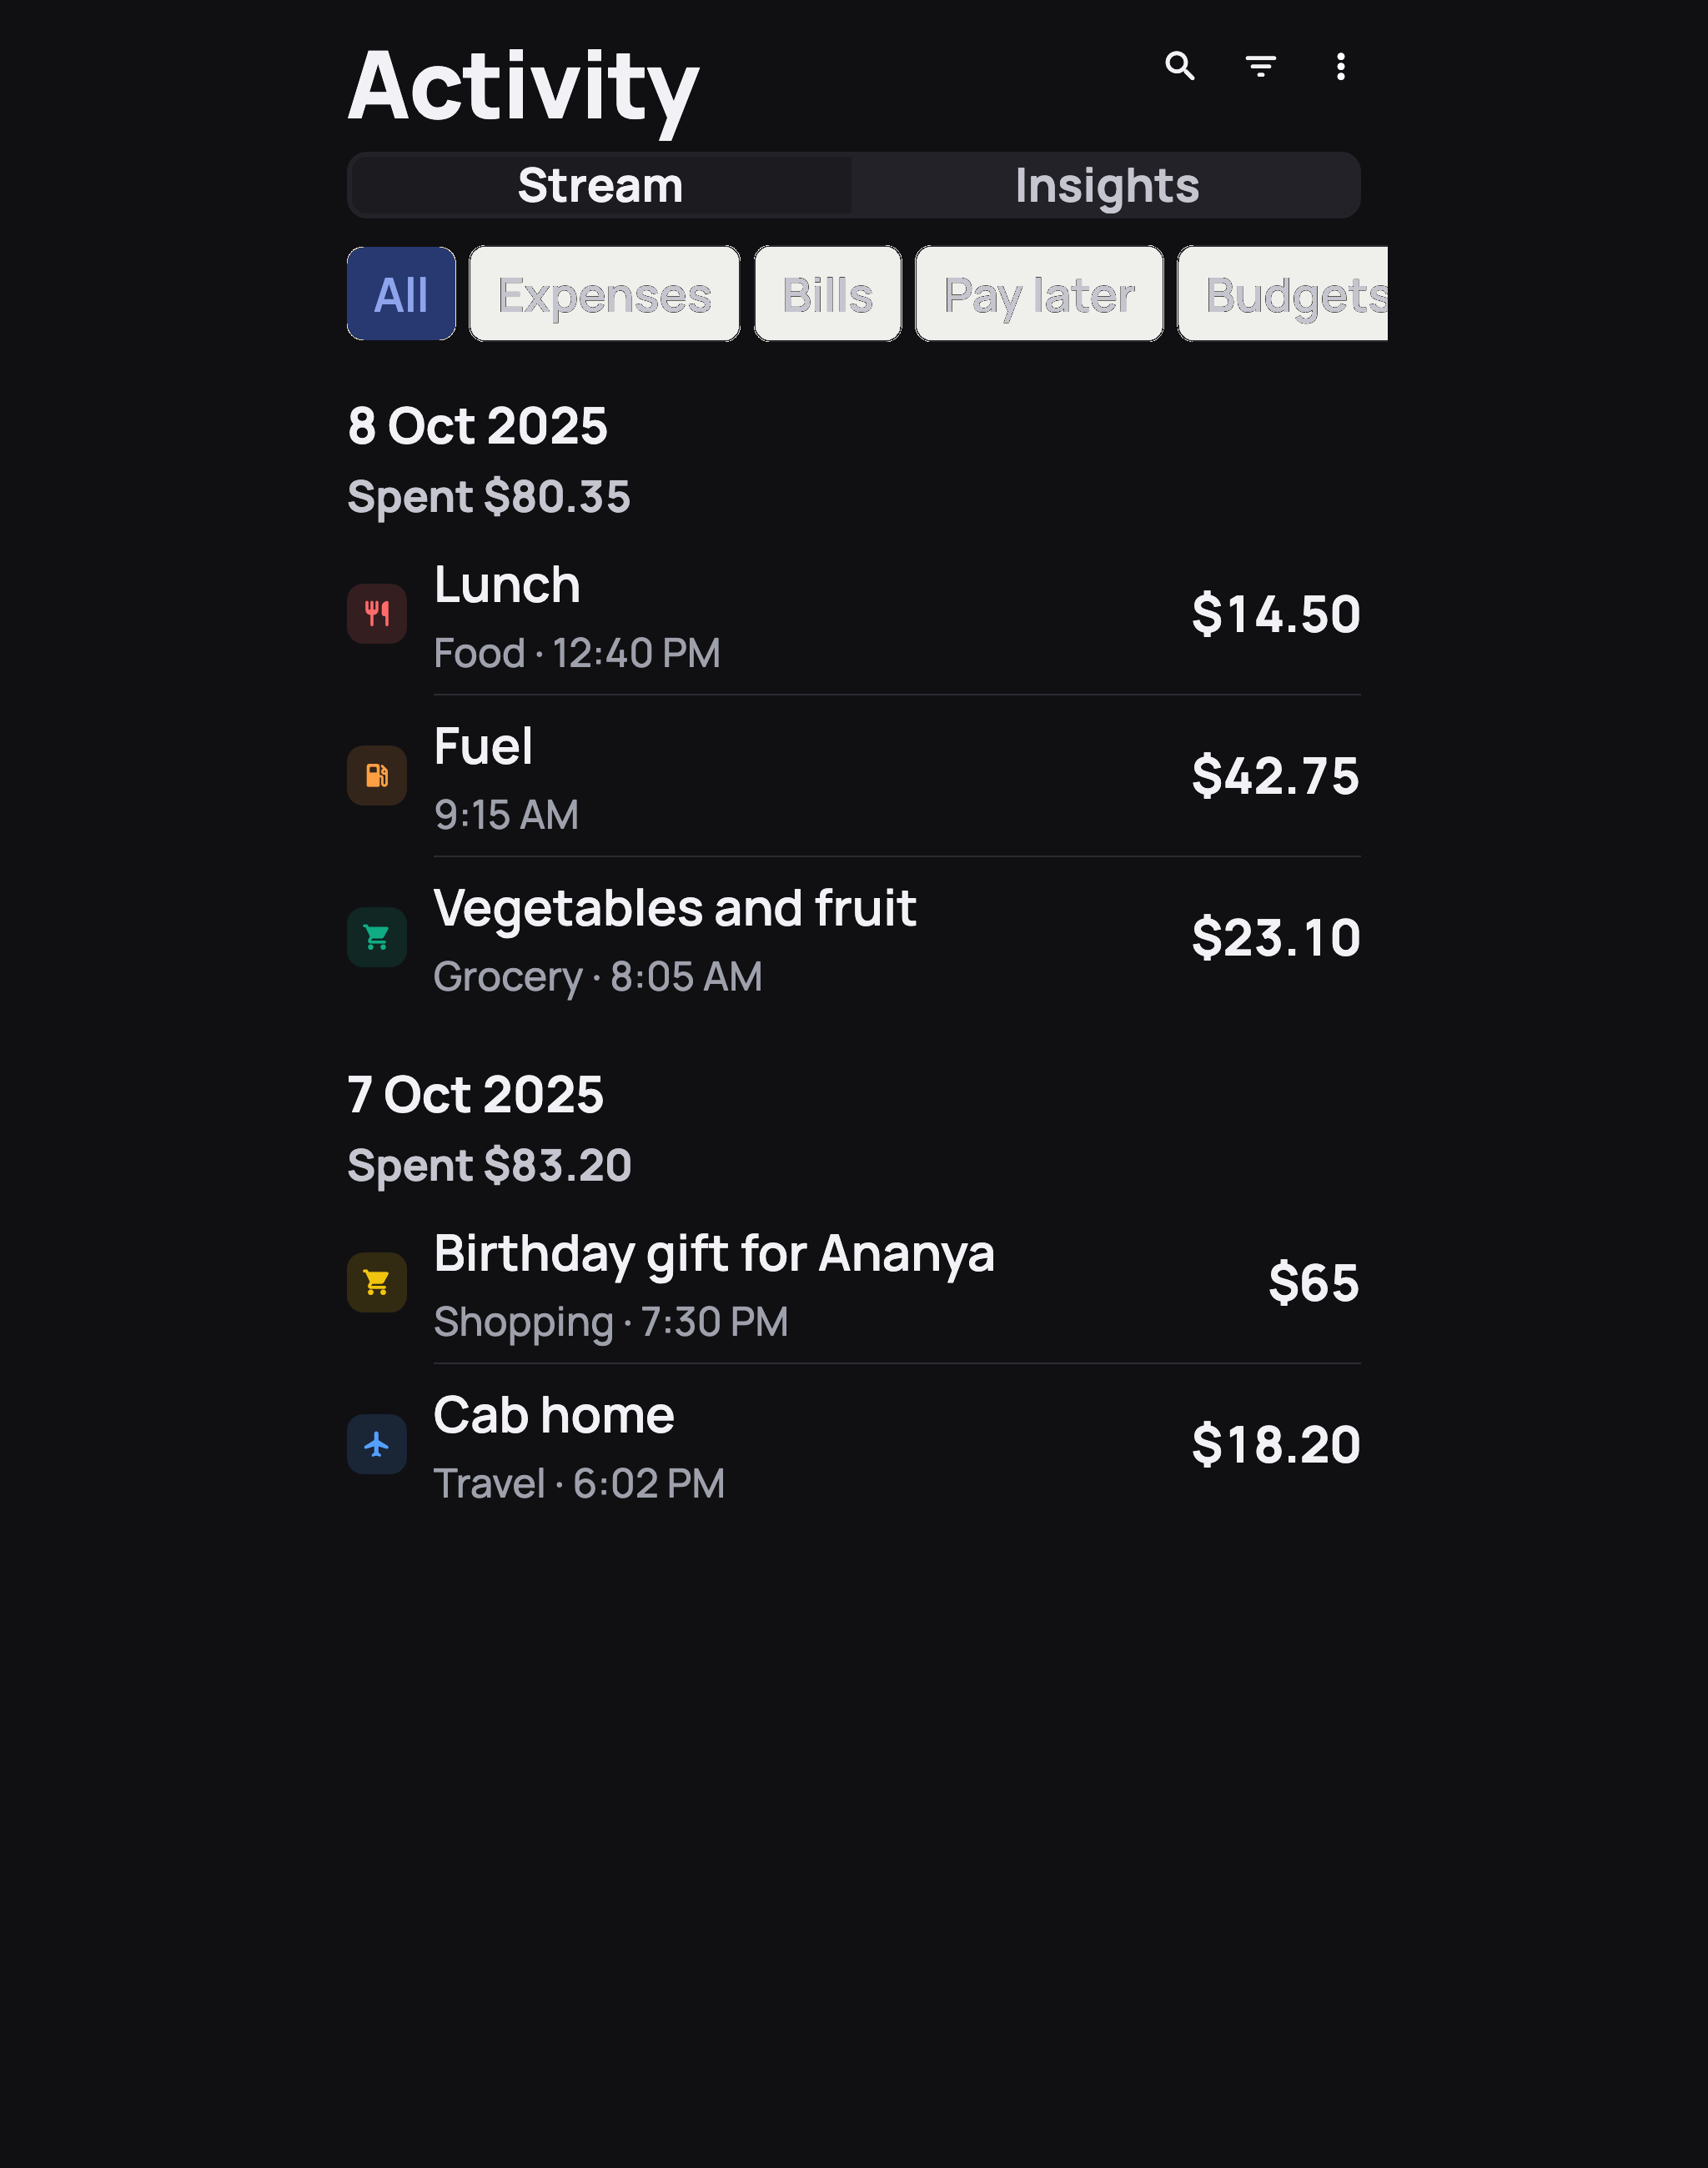 Activity
Stream Insights
All Expenses Bills Pay later Budgets
8 Oct 2025
Spent $80.35
Lunch
$14.50
Food · 12:40 PM
Fuel
$42.75
9:15 AM
Vegetables and fruit
$23.10
Grocery · 8:05 AM
7 Oct 2025
Spent $83.20
Birthday gift for Ananya
$65
Shopping · 7:30 PM
Cab home
$18.20
Travel · 6:02 PM